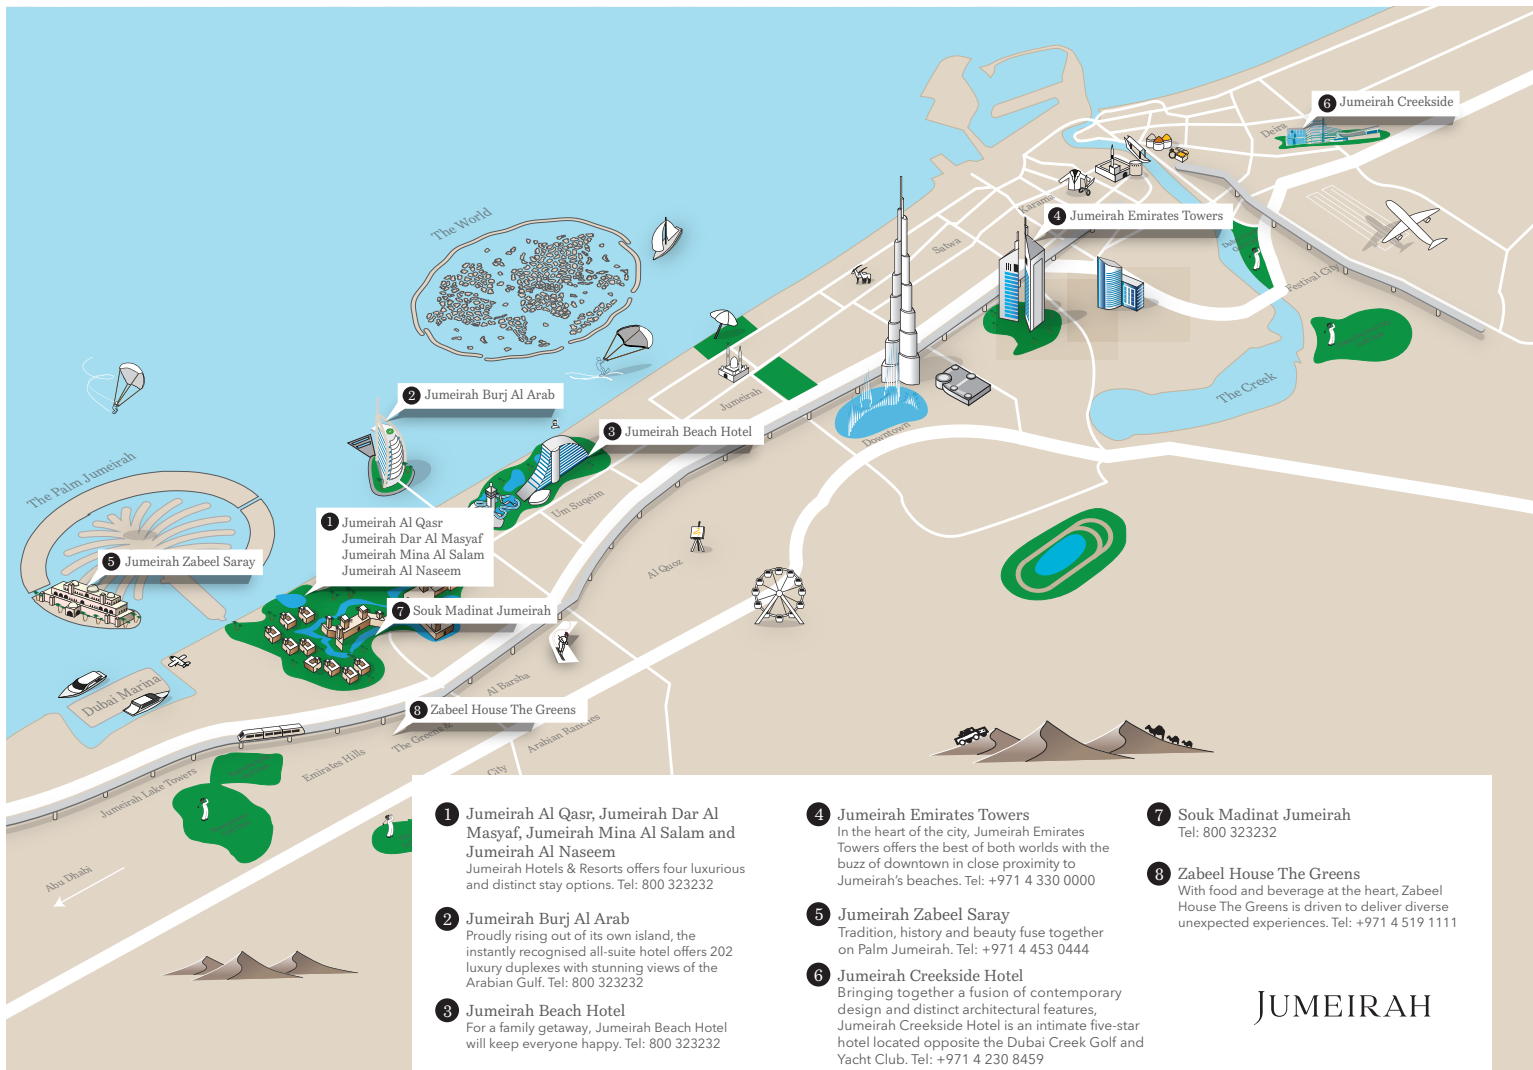 6 Jumeirah Creekside
Deira
Karama
4 Jumeirah Emirates Towers
The World
Satwa
Festival City
The Creek
2 Jumeirah Burj Al Arab
Jumeirah
Downtown
3 Jumeirah Beach Hotel
The Palm Jumeirah
Um Suqeim
1 Jumeirah Al Qasr
Jumeirah Dar Al Masyaf
Jumeirah Mina Al Salam
Jumeirah Al Naseem
5 Jumeirah Zabeel Saray
Al Quoz
7 Souk Madinat Jumeirah
Dubai Marina
Al Barsha
8 Zabeel House The Greens
The Greens &
Arabian Ranches
Emirates Hills
City
Jumeirah Lake Towers
Abu Dhabi
1 Jumeirah Al Qasr, Jumeirah Dar Al
Masyaf, Jumeirah Mina Al Salam and
Jumeirah Al Naseem
Jumeirah Hotels & Resorts offers four luxurious
and distinct stay options. Tel: 800 323232
2 Jumeirah Burj Al Arab
Proudly rising out of its own island, the
instantly recognised all-suite hotel offers 202
luxury duplexes with stunning views of the
Arabian Gulf. Tel: 800 323232
3 Jumeirah Beach Hotel
For a family getaway, Jumeirah Beach Hotel
will keep everyone happy. Tel: 800 323232
4 Jumeirah Emirates Towers
In the heart of the city, Jumeirah Emirates
Towers offers the best of both worlds with the
buzz of downtown in close proximity to
Jumeirah's beaches. Tel: +971 4 330 0000
5 Jumeirah Zabeel Saray
Tradition, history and beauty fuse together
on Palm Jumeirah. Tel: +971 4 453 0444
6 Jumeirah Creekside Hotel
Bringing together a fusion of contemporary
design and distinct architectural features,
Jumeirah Creekside Hotel is an intimate five-star
hotel located opposite the Dubai Creek Golf and
Yacht Club. Tel: +971 4 230 8459
7 Souk Madinat Jumeirah
Tel: 800 323232
8 Zabeel House The Greens
With food and beverage at the heart, Zabeel
House The Greens is driven to deliver diverse
unexpected experiences. Tel: +971 4 519 1111
JUMEIRAH